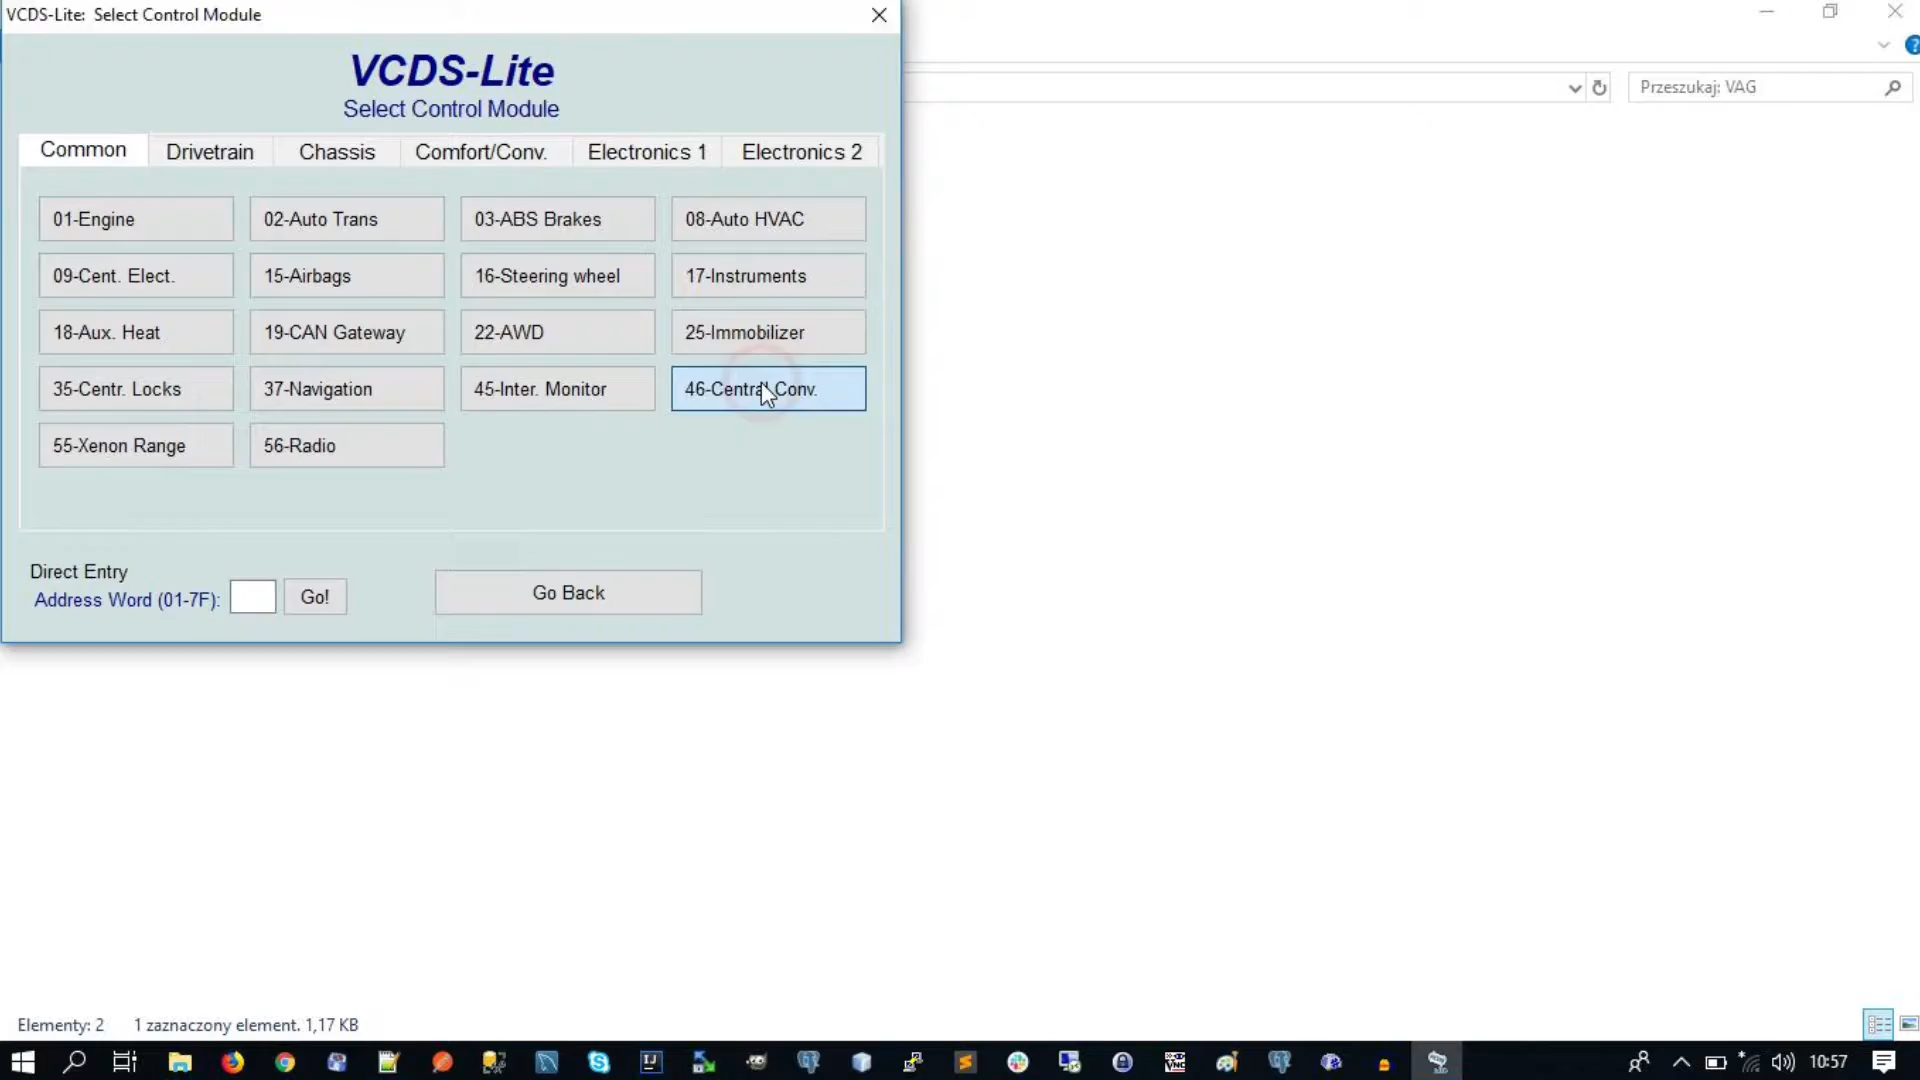 VCDS-Lite: Select Control Module
VCDS-Lite
Select Control Module
Common Drivetrain Chassis Comfort/Conv. Electronics 1 Electronics 2
01-Engine 02-Auto Trans 03-ABS Brakes 08-Auto HVAC
09-Cent. Elect. 15-Airbags 16-Steering wheel 17-Instruments
18-Aux. Heat 19-CAN Gateway 22-AWD 25-Immobilizer
35-Centr. Locks 37-Navigation 45-Inter. Monitor 46-Central Conv.
55-Xenon Range 56-Radio
Direct Entry
Address Word (01-7F): Go! Go Back
Przeszukaj: VAG
Elementy: 2 1 zaznaczony element. 1,17 KB
10:57